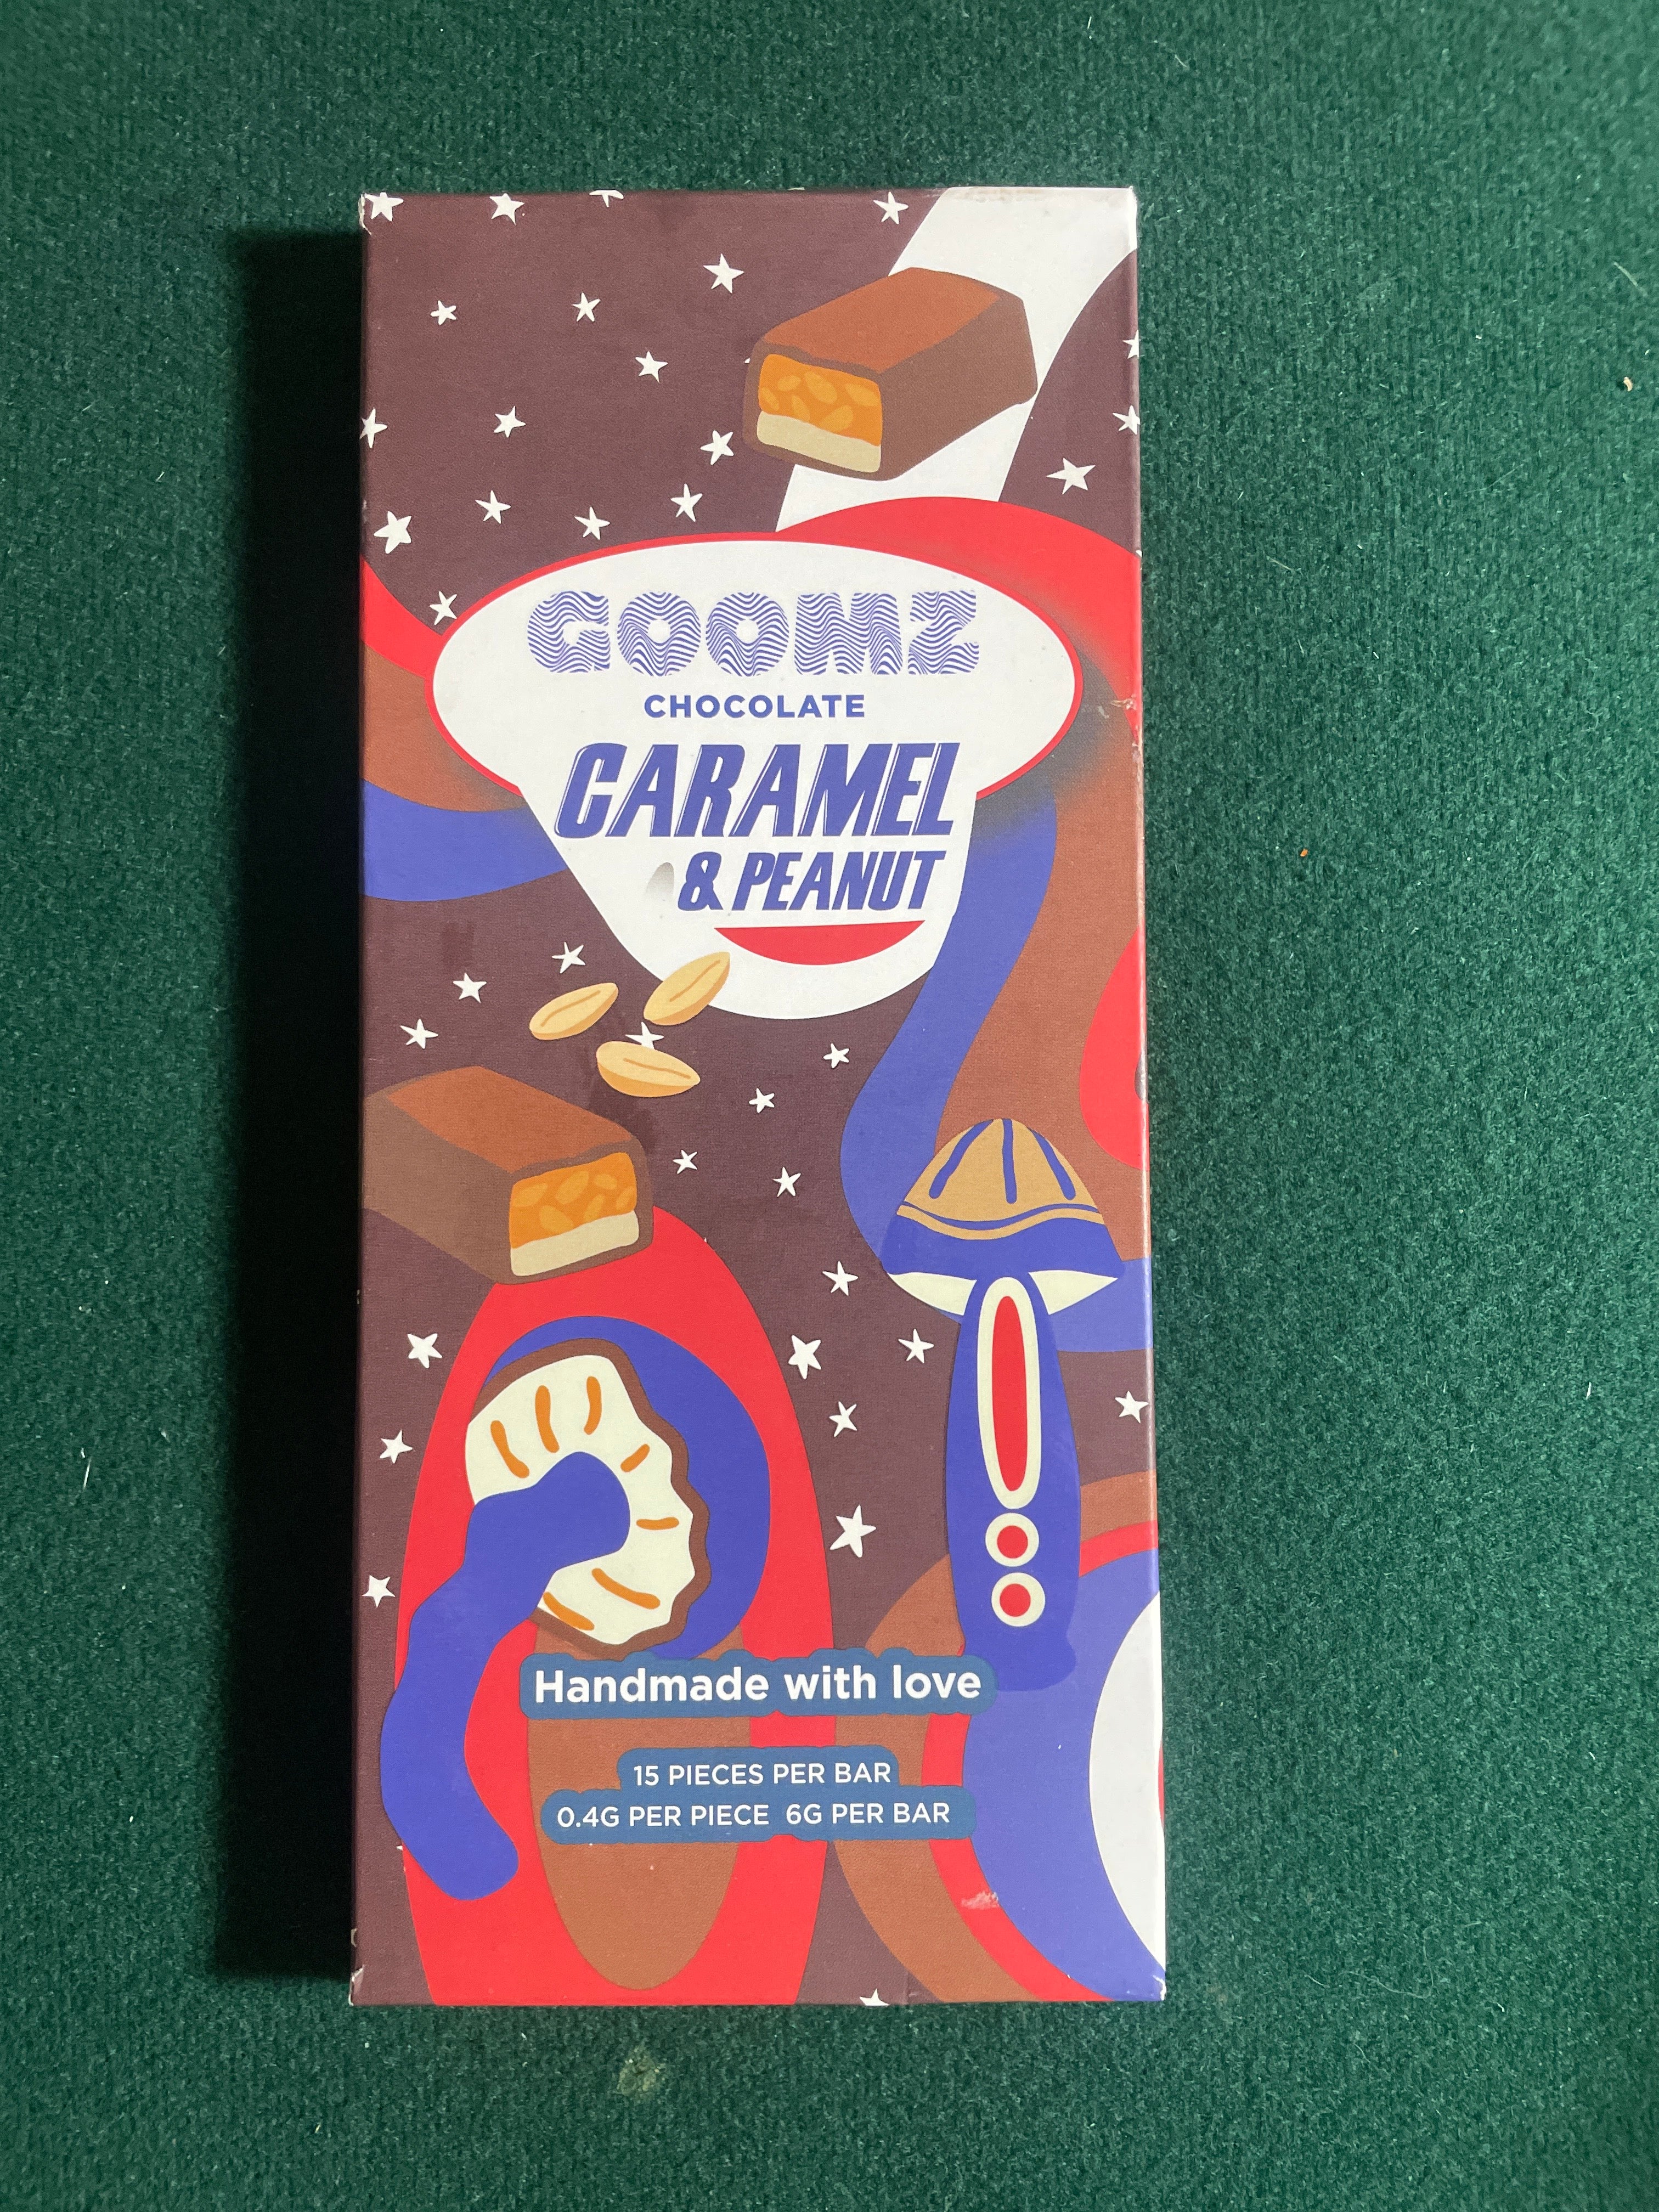 GOOMZ
CHOCOLATE
CARAMEL
& PEANUT
Handmade with love
15 PIECES PER BAR
0.4G PER PIECE 6G PER BAR